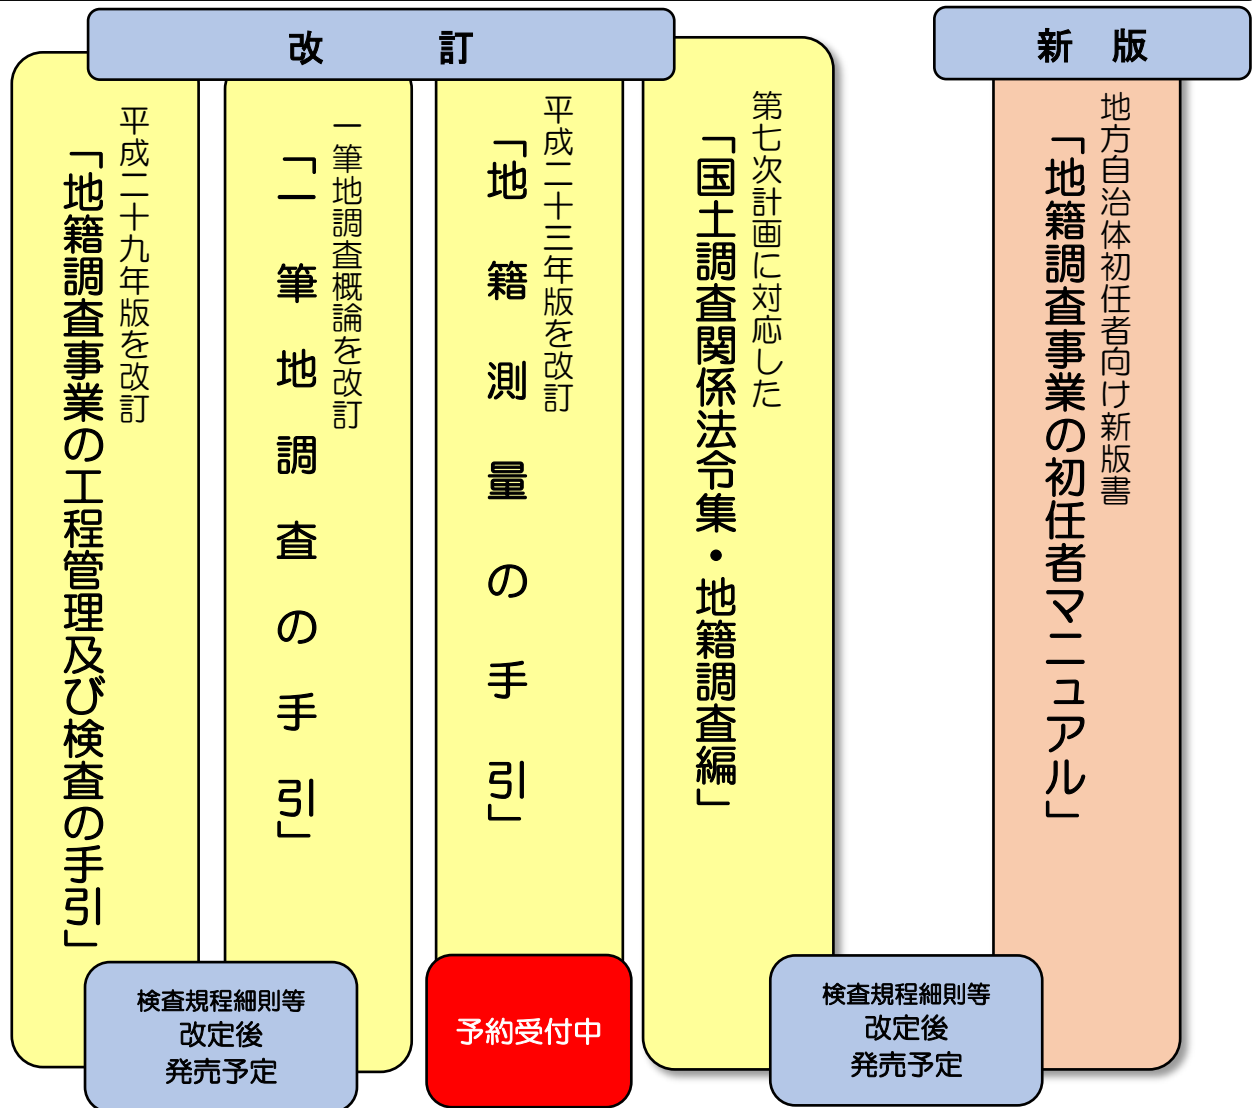 新　版
地方自治体初任者向け新版書
「地籍調査事業の初任者マニュアル」
改　　　訂
第七次計画に対応した
「国土調査関係法令集・地籍調査編」
平成二十三年版を改訂
「地籍測量の手引」
一筆地調査概論を改訂
「一筆地調査の手引」
平成二十九年版を改訂
「地籍調査事業の工程管理及び検査の手引」
検査規程細則等
改定後
発売予定
予約受付中
検査規程細則等
改定後
発売予定